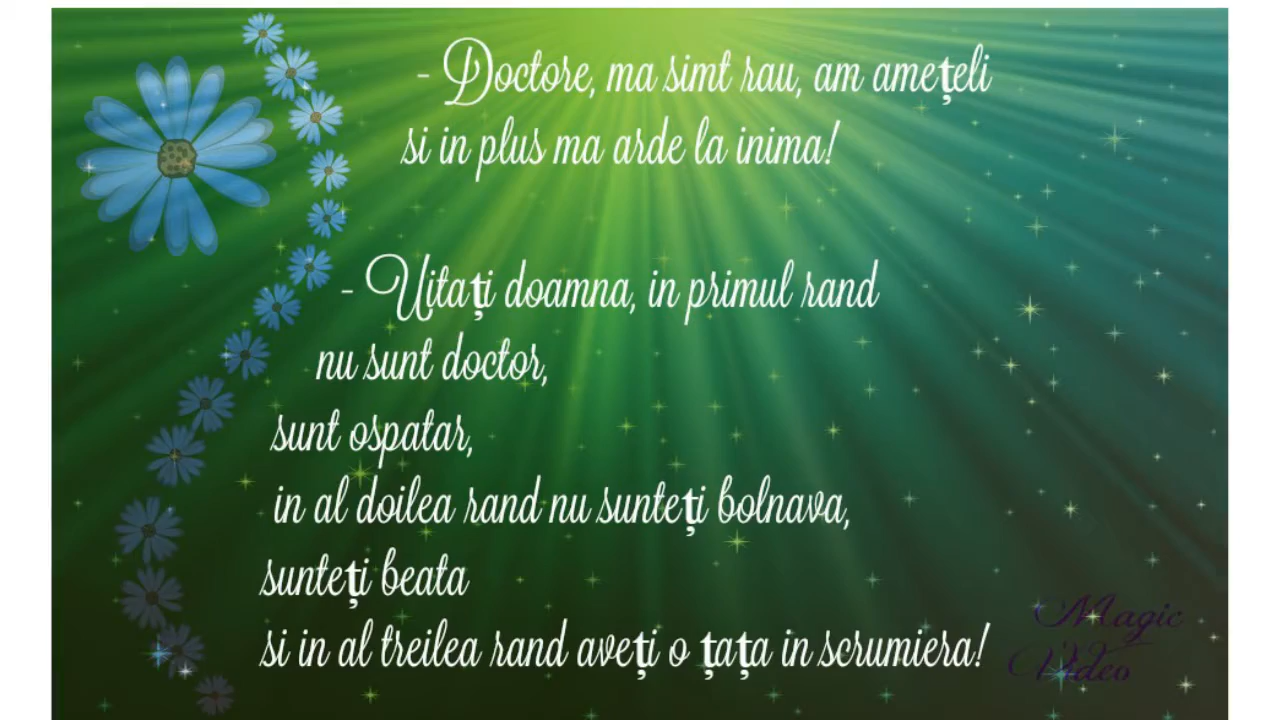 - Doctore, ma simt rau, am amețeli
si in plus ma arde la inima!
- Uitați doamna, in primul rand
nu sunt doctor,
sunt ospatar,
in al doilea rand nu sunteți bolnava,
sunteți beata
si in al treilea rand aveți o țața in scrumiera!
Magic
Video